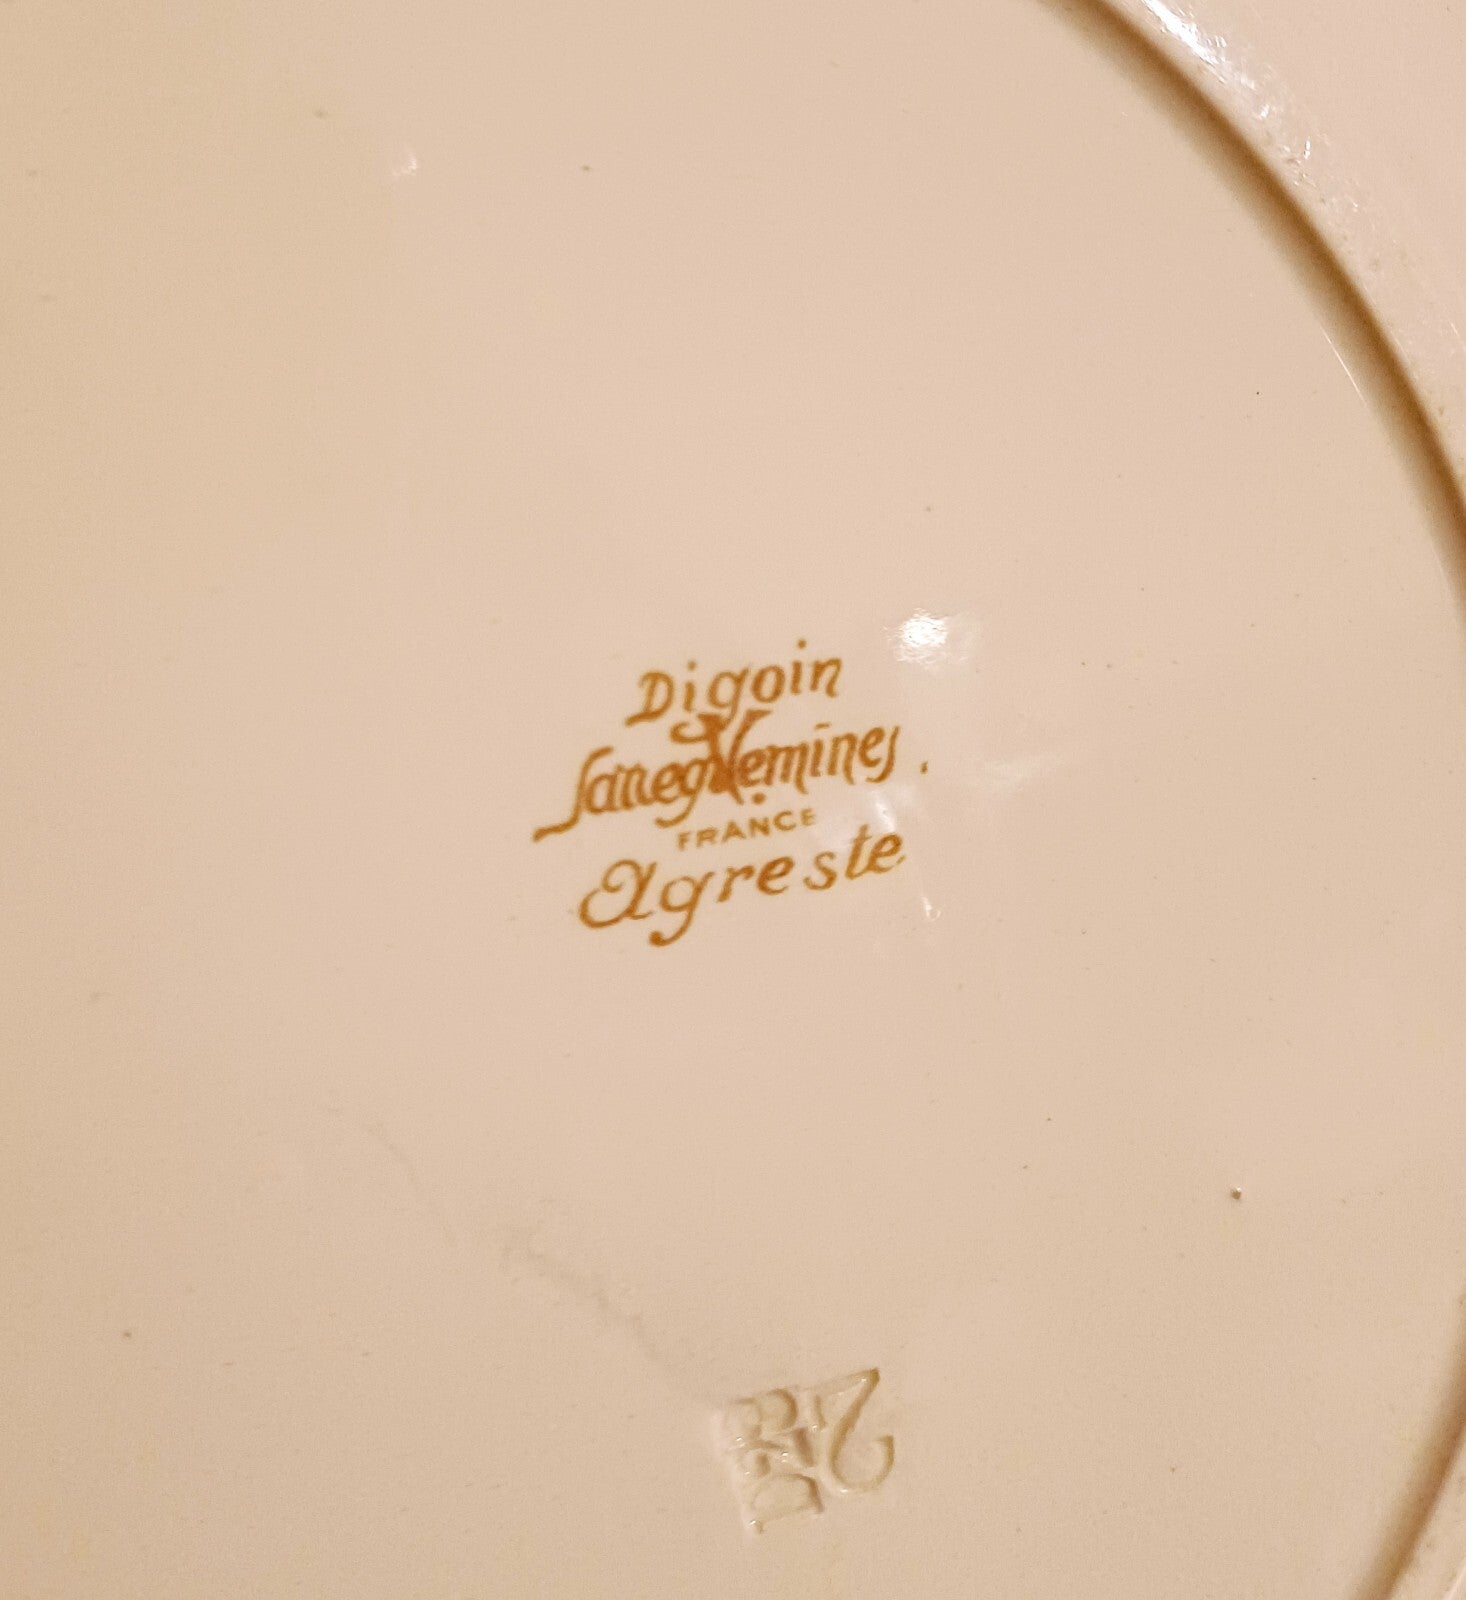 Digoin
Sarreguemines.
FRANCE
Agreste